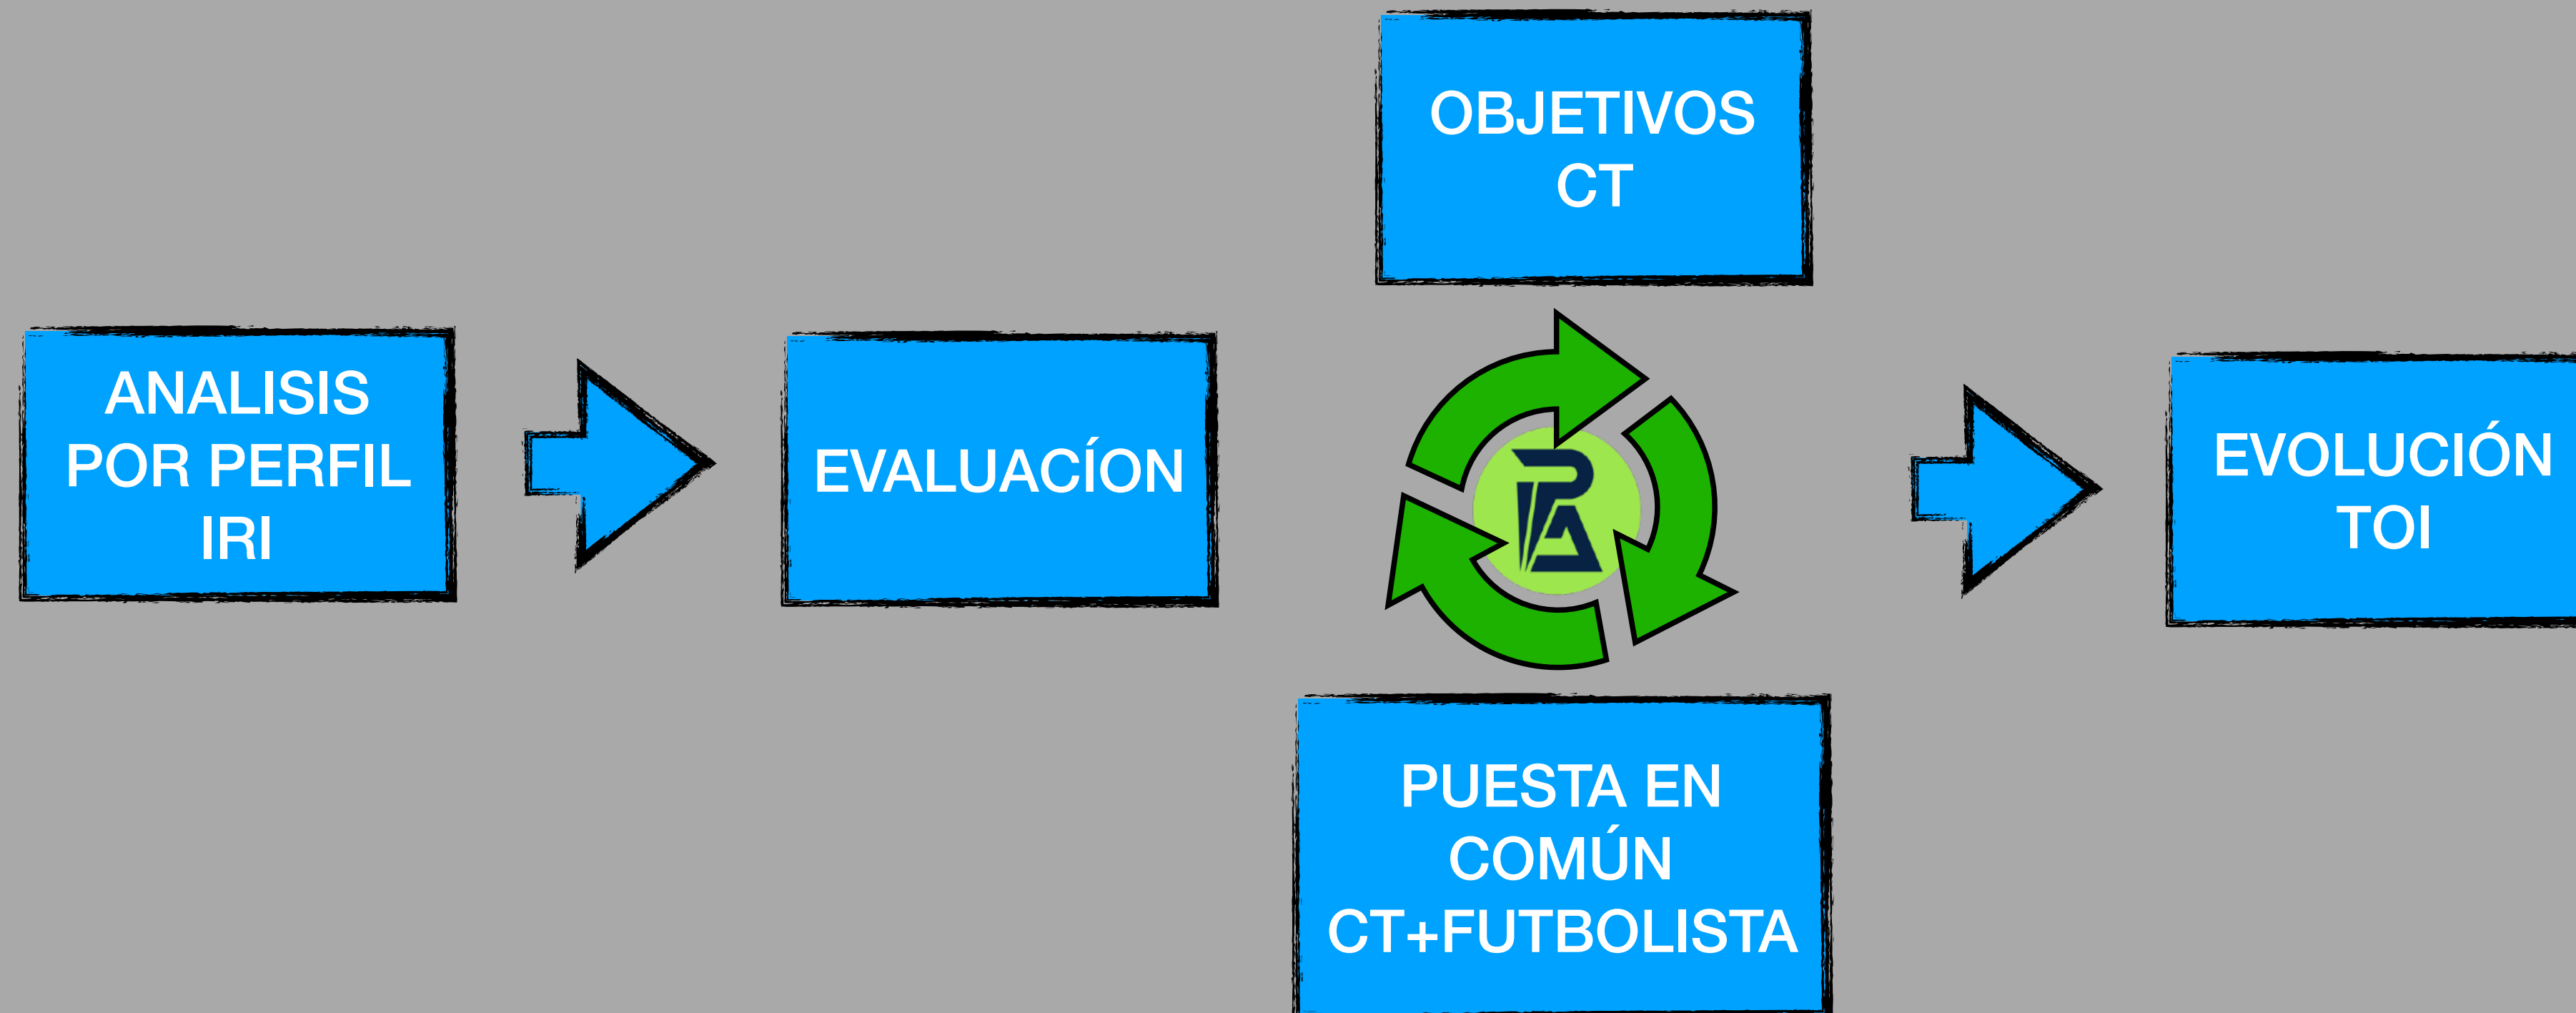 ANALISIS
POR PERFIL
IRI
EVALUACÍON
OBJETIVOS
CT
PUESTA EN
COMÚN
CT+FUTBOLISTA
EVOLUCIÓN
TOI